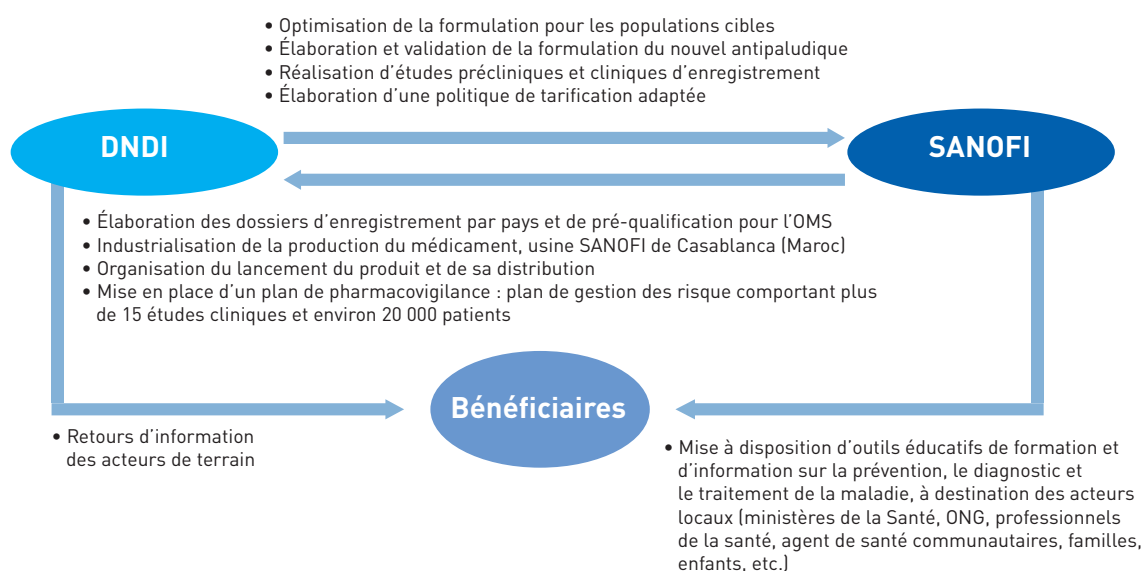 • Optimisation de la formulation pour les populations cibles
• Élaboration et validation de la formulation du nouvel antipaludique
• Réalisation d’études précliniques et cliniques d’enregistrement
• Élaboration d’une politique de tarification adaptée
DNDI
SANOFI
• Élaboration des dossiers d’enregistrement par pays et de pré-qualification pour l’OMS
• Industrialisation de la production du médicament, usine SANOFI de Casablanca (Maroc)
• Organisation du lancement du produit et de sa distribution
• Mise en place d’un plan de pharmacovigilance : plan de gestion des risque comportant plus
de 15 études cliniques et environ 20 000 patients
Bénéficiaires
• Retours d’information
des acteurs de terrain
• Mise à disposition d’outils éducatifs de formation et
d’information sur la prévention, le diagnostic et
le traitement de la maladie, à destination des acteurs
locaux (ministères de la Santé, ONG, professionnels
de la santé, agent de santé communautaires, familles,
enfants, etc.)